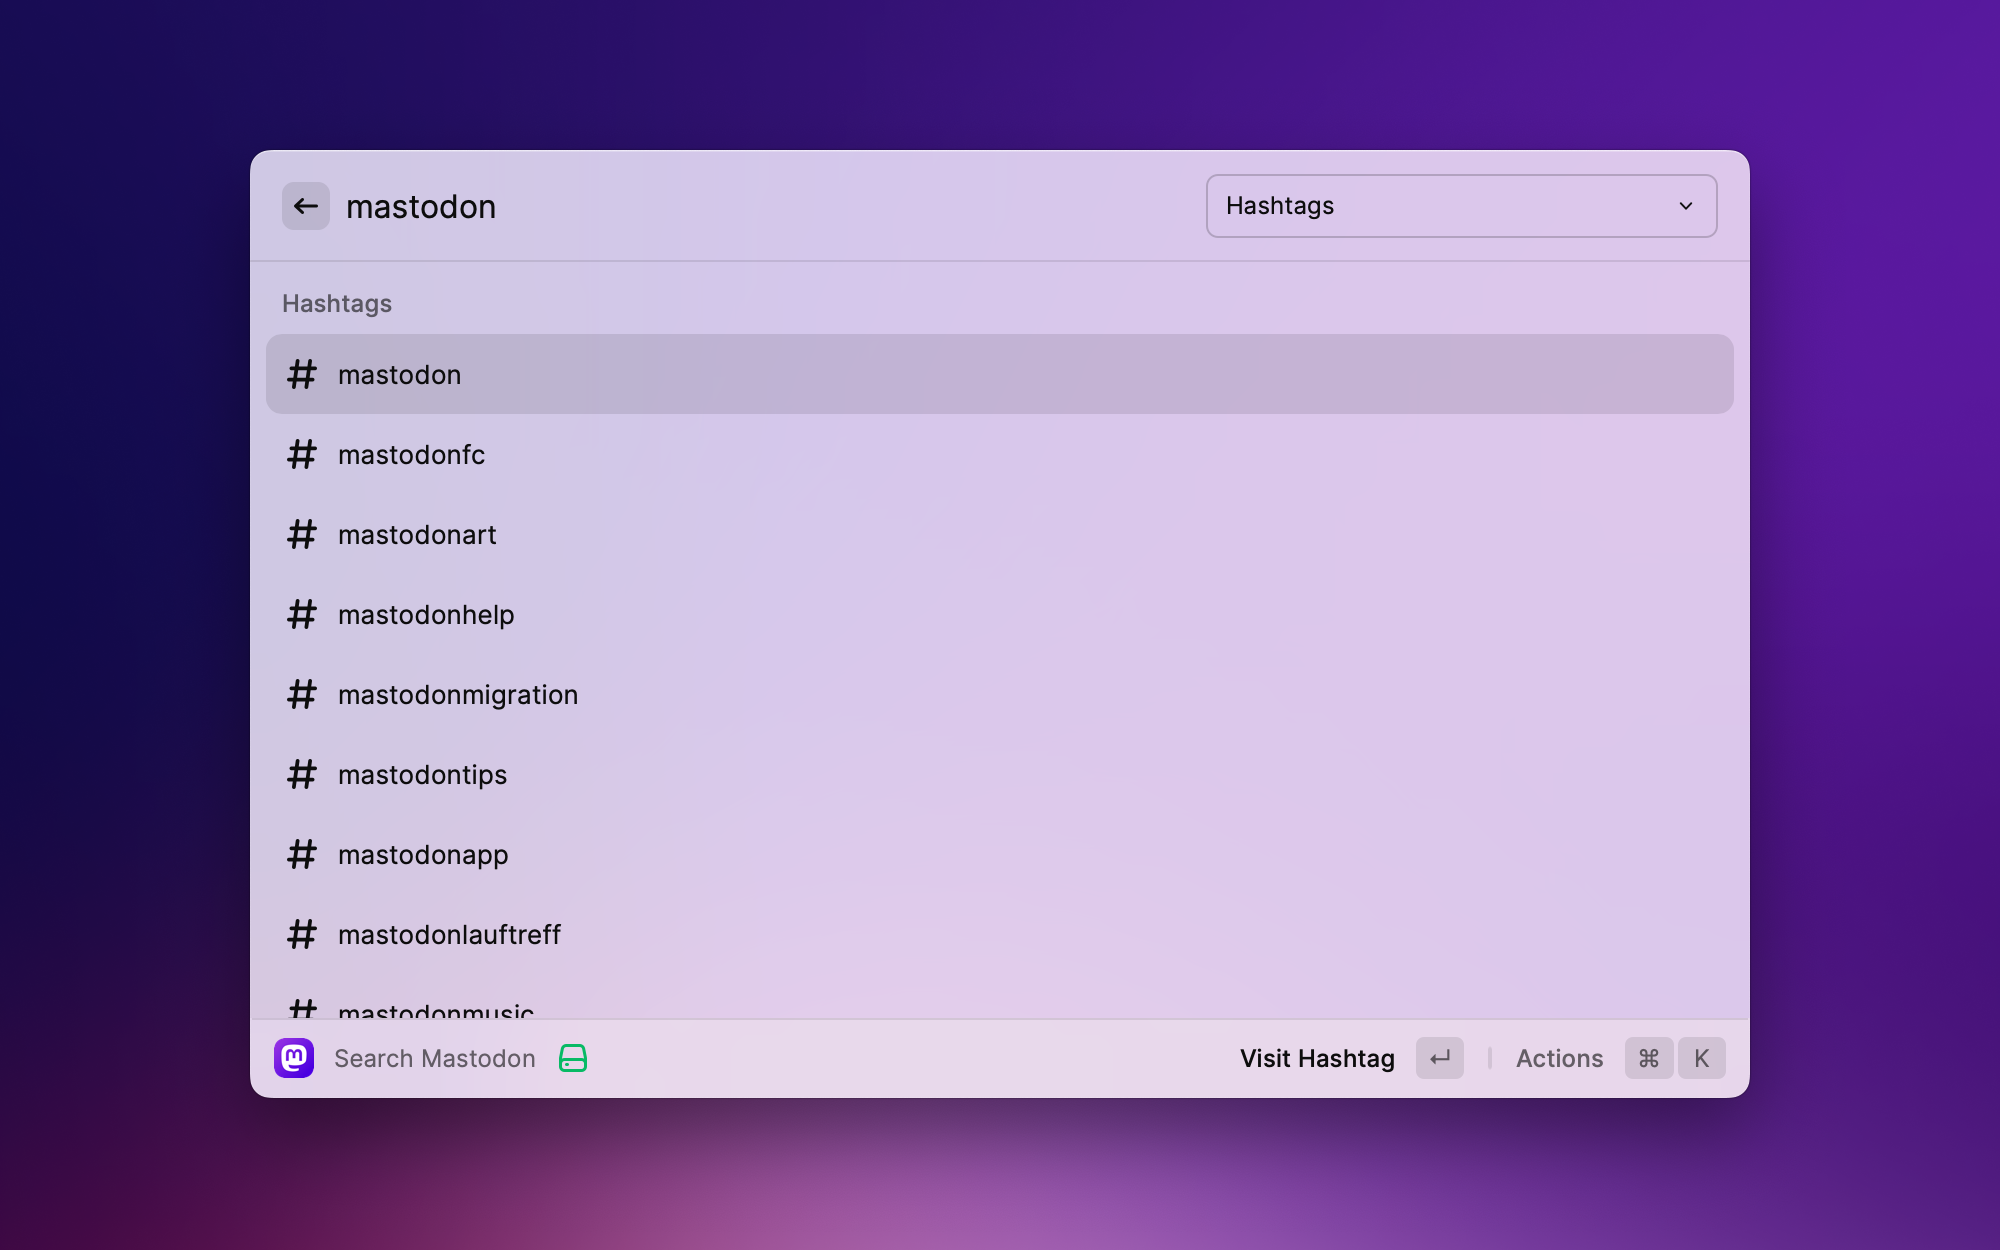 mastodon
Hashtags
Hashtags
# mastodon
# mastodonfc
# mastodonart
# mastodonhelp
# mastodonmigration
# mastodontips
# mastodonapp
# mastodonlauftreff
# mastodonmusic
Search Mastodon
Visit Hashtag ↵ | Actions ⌘ K